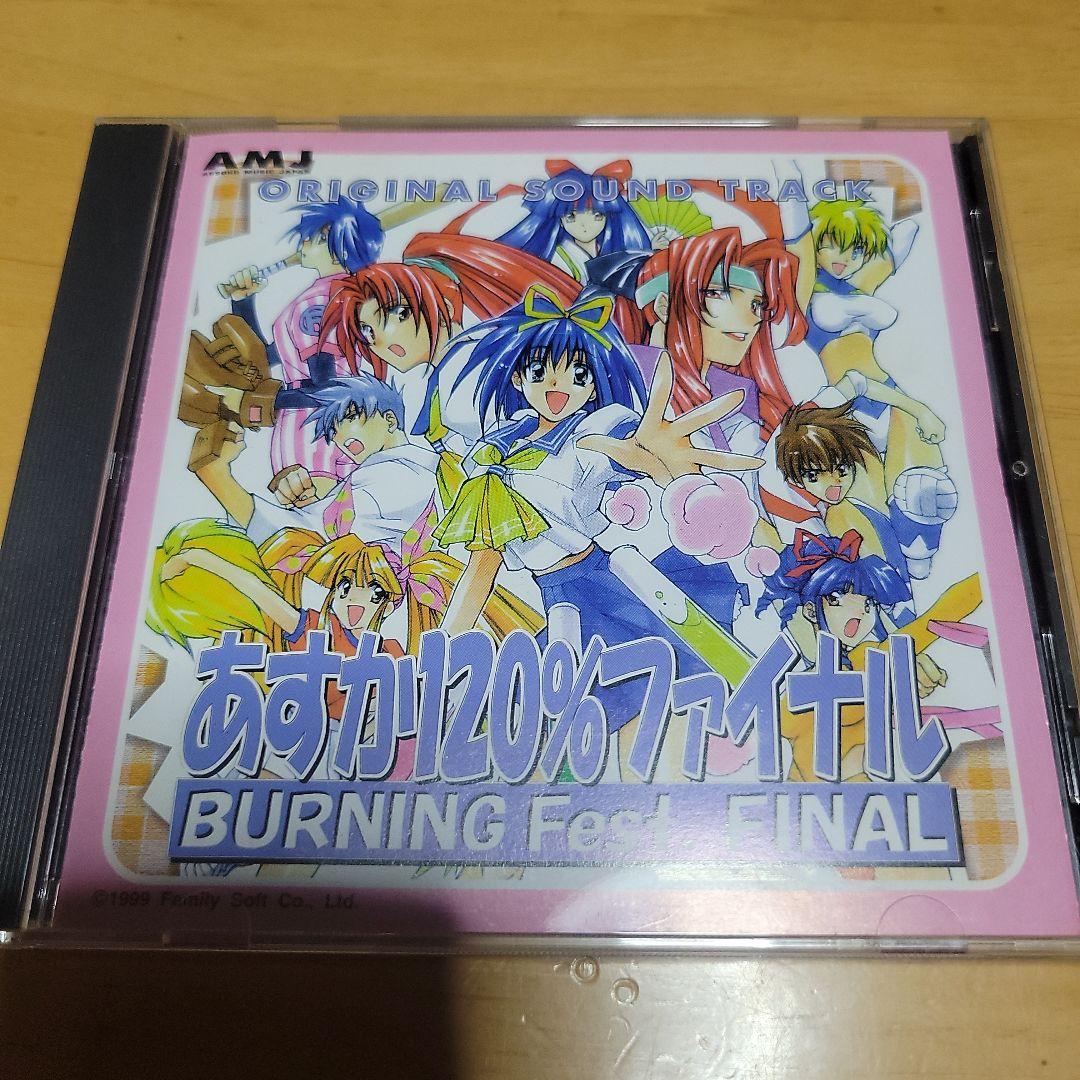 AMJ
ORIGINAL SOUND TRACK
あすか120%ファイナル
BURNING Fest. FINAL
©1999 Family Soft Co., Ltd.